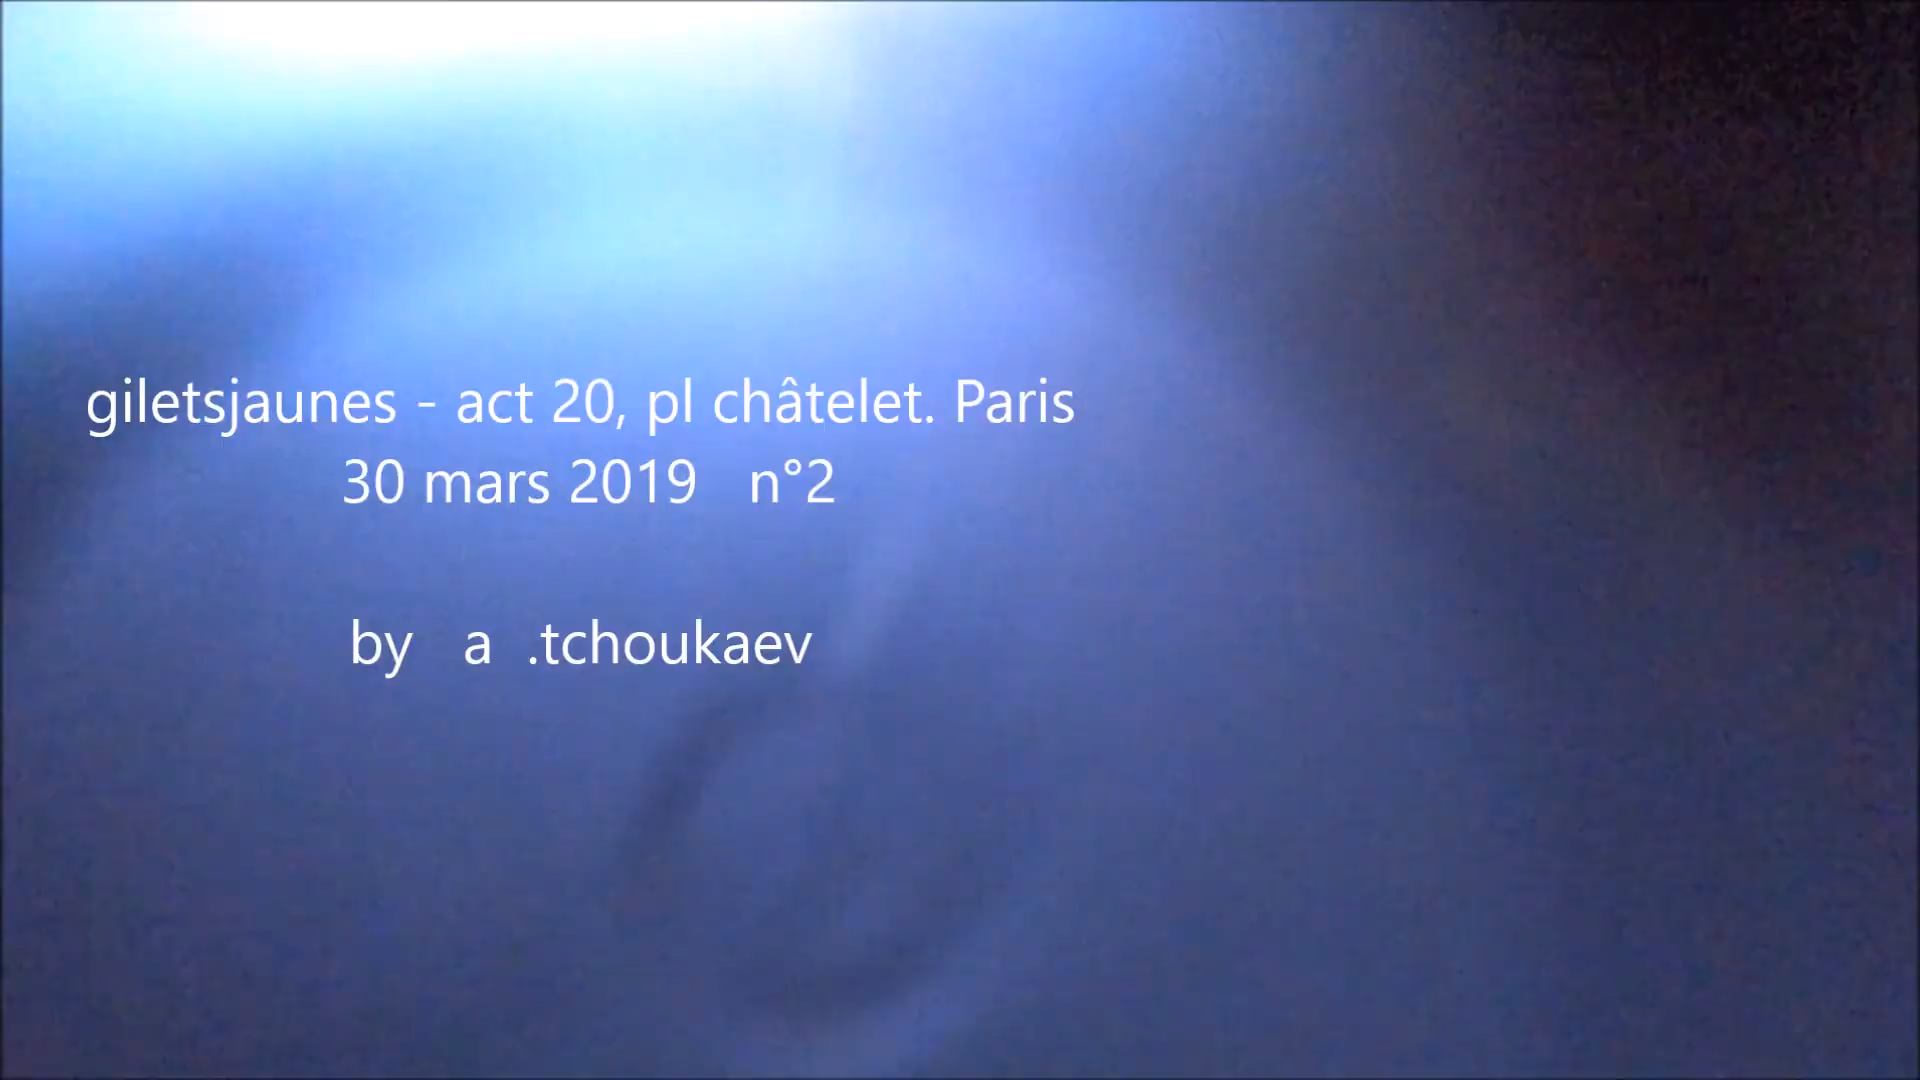 giletsjaunes - act 20, pl châtelet. Paris
30 mars 2019 n°2
by a .tchoukaev